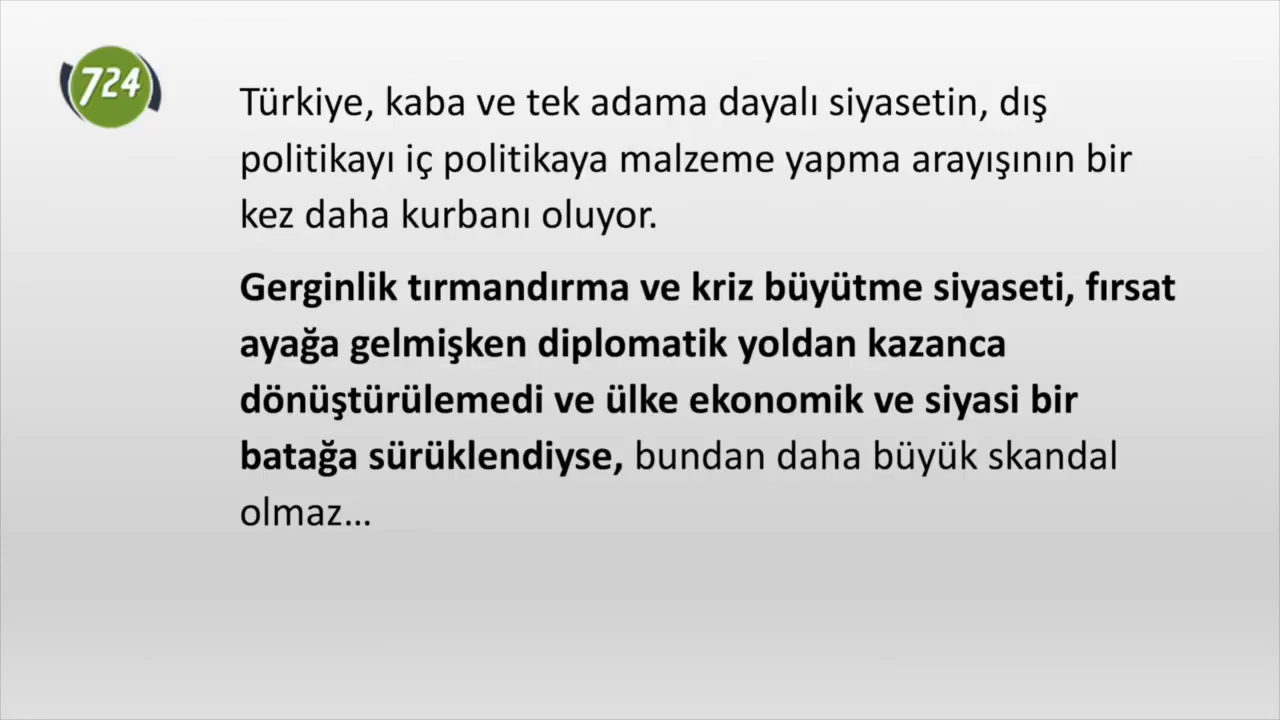 724
Türkiye, kaba ve tek adama dayalı siyasetin, dış
politikayı iç politikaya malzeme yapma arayışının bir
kez daha kurbanı oluyor.
Gerginlik tırmandırma ve kriz büyütme siyaseti, fırsat
ayağa gelmişken diplomatik yoldan kazanca
dönüştürülemedi ve ülke ekonomik ve siyasi bir
batağa sürüklendiyse, bundan daha büyük skandal
olmaz...